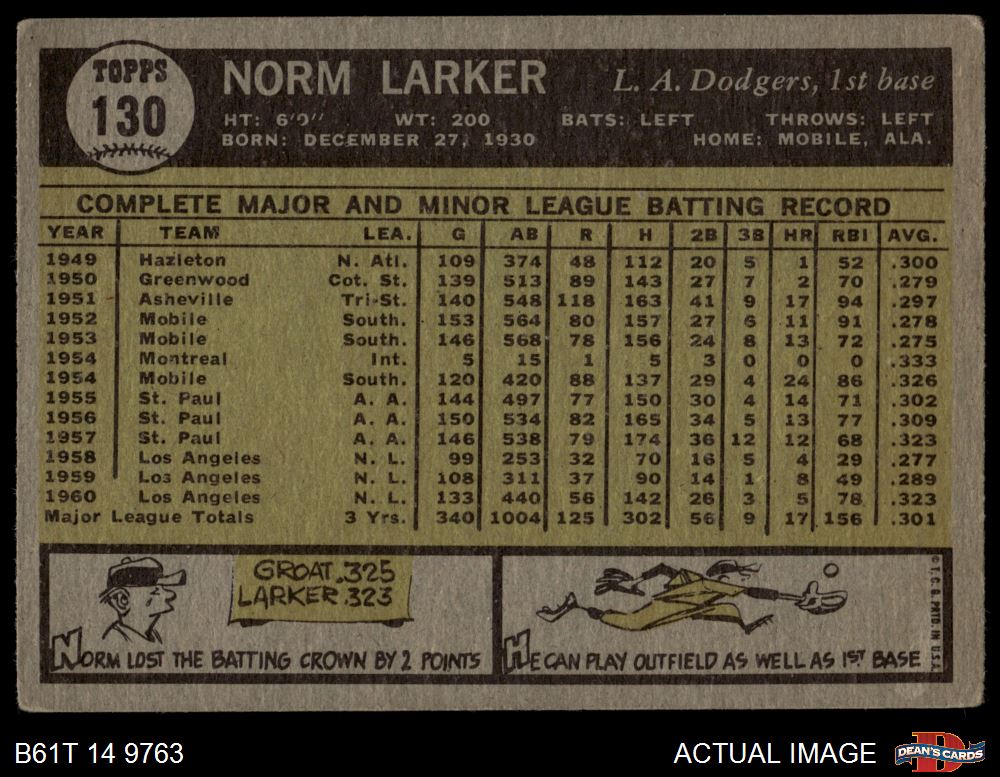 TOPPS
130
NORM LARKER L. A. Dodgers, 1st base
HT: 6'0" WT: 200 BATS: LEFT THROWS: LEFT
BORN: DECEMBER 27, 1930 HOME: MOBILE, ALA.
COMPLETE MAJOR AND MINOR LEAGUE BATTING RECORD
YEAR TEAM LEA. G AB R H 2B 3B HR RBI AVG.
1949 Hazleton N. Atl. 109 374 48 112 20 5 1 52 .300
1950 Greenwood Cot. St. 139 513 89 143 27 7 2 70 .279
1951 Asheville Tri-St. 140 548 118 163 41 9 17 94 .297
1952 Mobile South. 153 564 80 157 27 6 11 91 .278
1953 Mobile South. 146 568 78 156 24 8 13 72 .275
1954 Montreal Int. 5 15 1 5 3 0 0 0 .333
1954 Mobile South. 120 420 88 137 29 4 24 86 .326
1955 St. Paul A. A. 144 497 77 150 30 4 14 71 .302
1956 St. Paul A. A. 150 534 82 165 34 5 13 77 .309
1957 St. Paul A. A. 146 538 79 174 36 12 12 68 .323
1958 Los Angeles N. L. 99 253 32 70 16 5 4 29 .277
1959 Los Angeles N. L. 108 311 37 90 14 1 8 49 .289
1960 Los Angeles N. L. 133 440 56 142 26 3 5 78 .323
Major League Totals 3 Yrs. 340 1004 125 302 56 9 17 156 .301
GROAT .325
LARKER .323
NORM LOST THE BATTING CROWN BY 2 POINTS
HE CAN PLAY OUTFIELD AS WELL AS 1ST BASE
© T. C. G. PRTD. IN U.S.A.
B61T 14 9763 ACTUAL IMAGE
DEAN'S CARDS